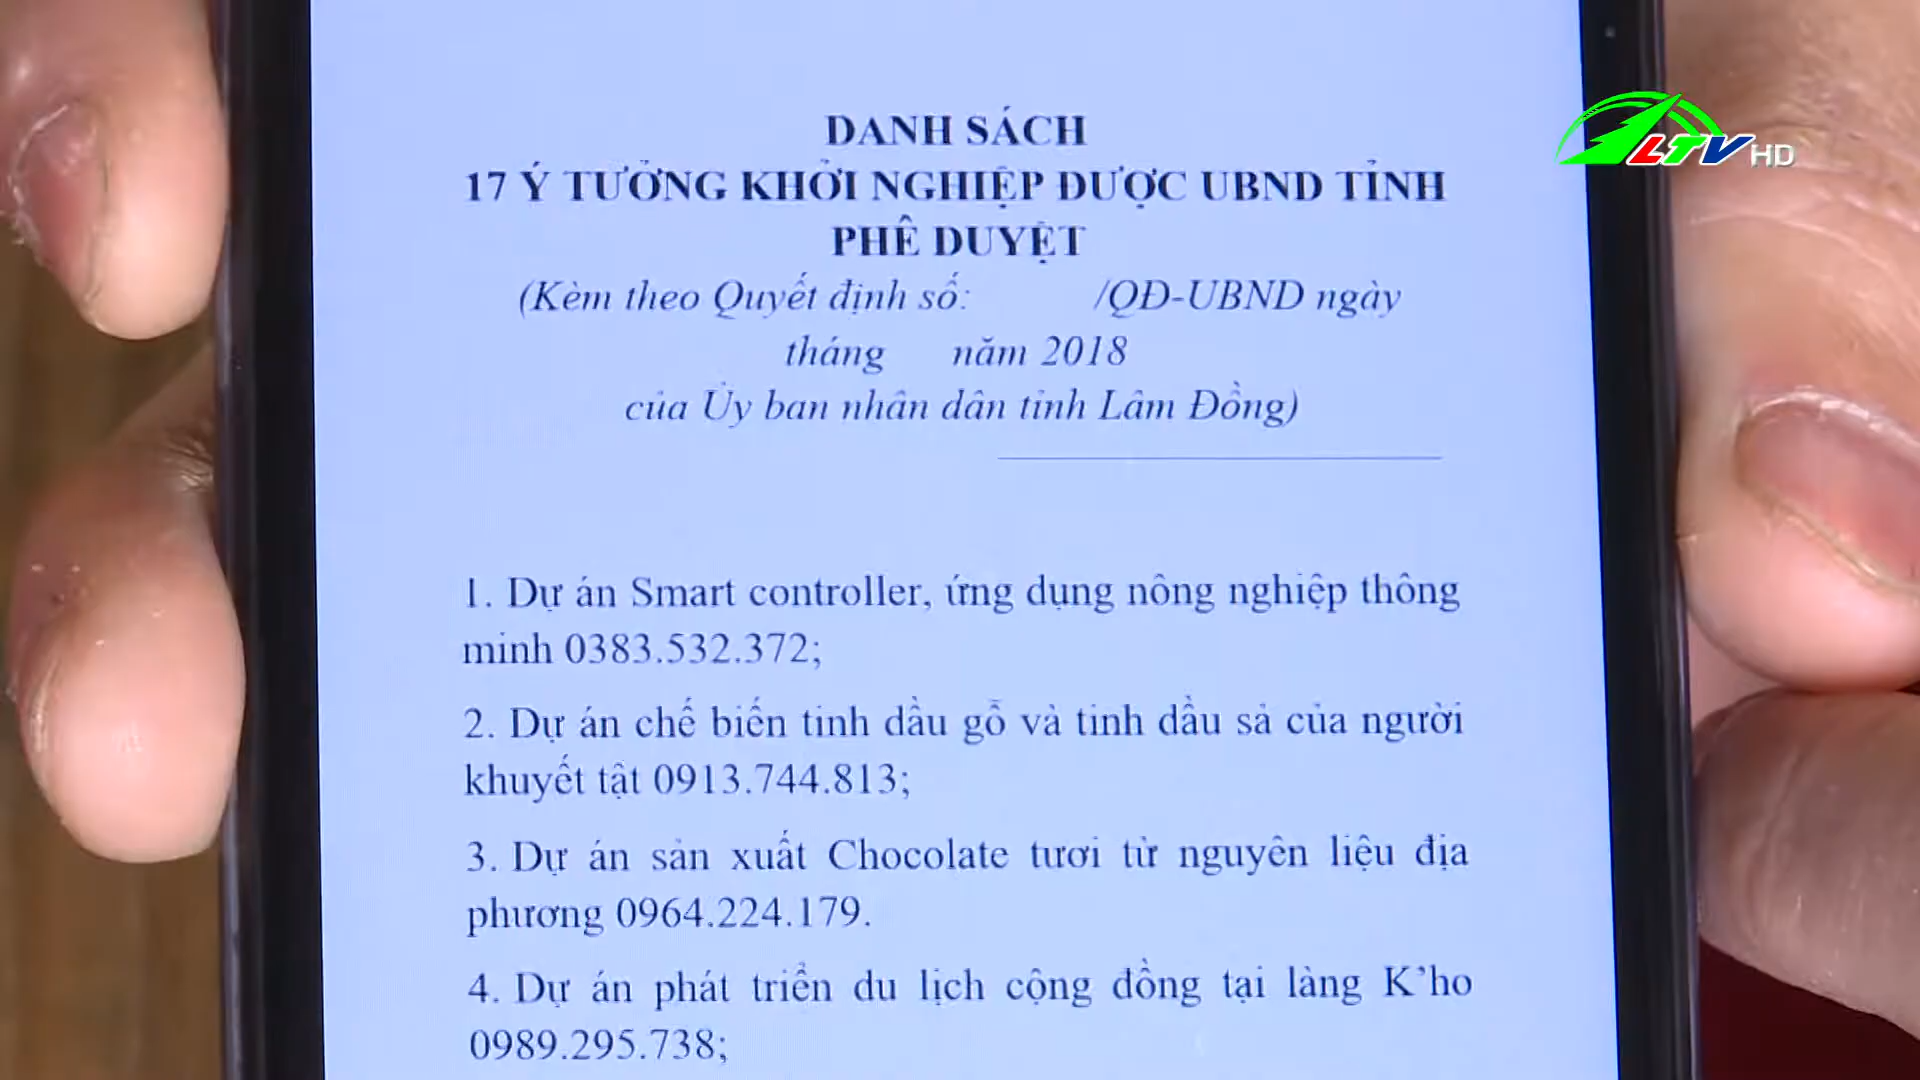 DANH SÁCH
17 Ý TƯỞNG KHỞI NGHIỆP ĐƯỢC UBND TỈNH
PHÊ DUYỆT
(Kèm theo Quyết định số: /QĐ-UBND ngày
tháng năm 2018
của Ủy ban nhân dân tỉnh Lâm Đồng)
LTV HD
1. Dự án Smart controller, ứng dụng nông nghiệp thông
minh 0383.532.372;
2. Dự án chế biến tinh dầu gỗ và tinh dầu sả của người
khuyết tật 0913.744.813;
3. Dự án sản xuất Chocolate tươi từ nguyên liệu địa
phương 0964.224.179.
4. Dự án phát triển du lịch cộng đồng tại làng K’ho
0989.295.738;